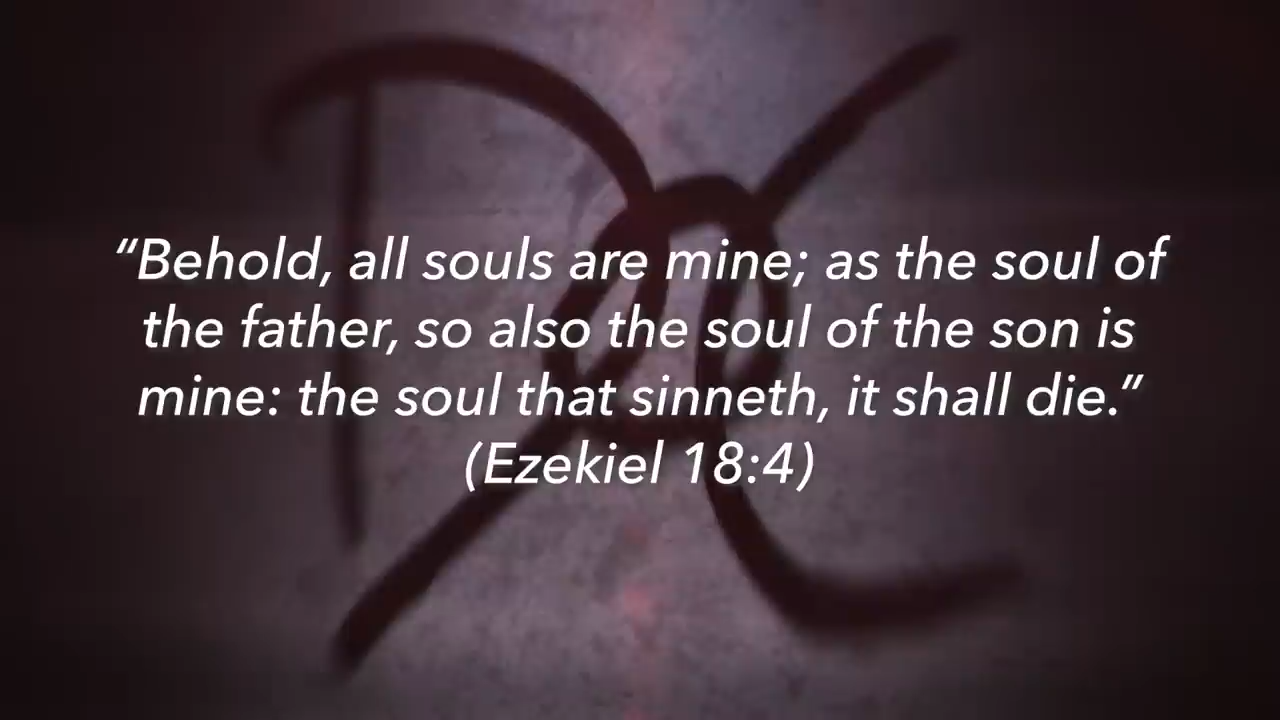 “Behold, all souls are mine; as the soul of
the father, so also the soul of the son is
mine: the soul that sinneth, it shall die.”
(Ezekiel 18:4)